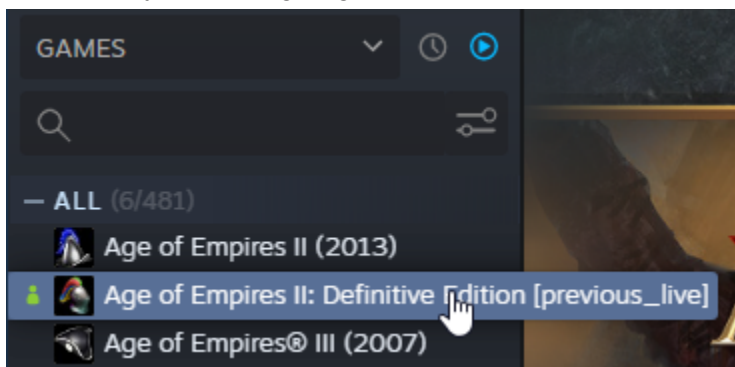 GAMES
— ALL (6/481)
Age of Empires II (2013)
Age of Empires II: Definitive Edition [previous_live]
Age of Empires® III (2007)